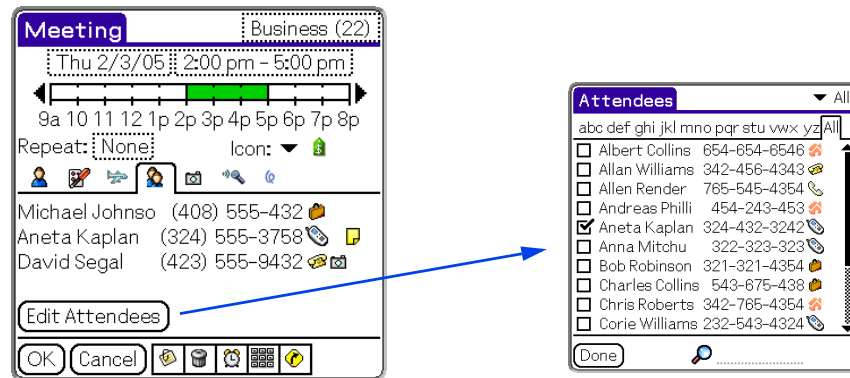 Meeting
Business (22)
Thu 2/3/05 2:00 pm - 5:00 pm
9a 10 11 12 1p 2p 3p 4p 5p 6p 7p 8p
Repeat: None Icon:
Michael Johnso (408) 555-432
Aneta Kaplan (324) 555-3758
David Segal (423) 555-9432
Edit Attendees
OK Cancel
Attendees
All
abc def ghi jkl mno pqr stu vwx yz All
Albert Collins 654-654-6546
Allan Williams 342-456-4343
Allen Render 765-545-4354
Andreas Philli 454-243-453
Aneta Kaplan 324-432-3242
Anna Mitchu 322-323-323
Bob Robinson 321-321-4354
Charles Collins 543-675-438
Chris Roberts 342-765-4354
Corie Williams 232-543-4324
Done